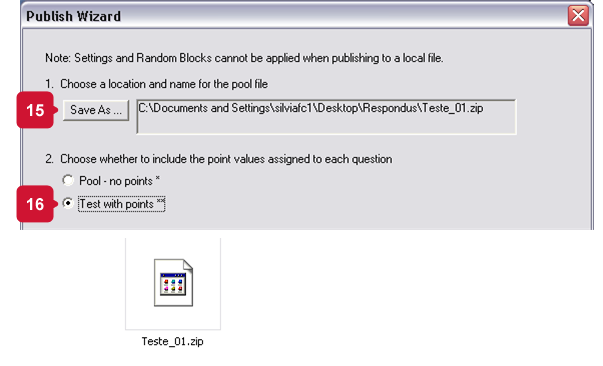 Publish Wizard
Note: Settings and Random Blocks cannot be applied when publishing to a local file.
1. Choose a location and name for the pool file
15 Save As ... C:\Documents and Settings\silviafc1\Desktop\Respondus\Teste_01.zip
2. Choose whether to include the point values assigned to each question
Pool - no points *
16 Test with points **
Teste_01.zip